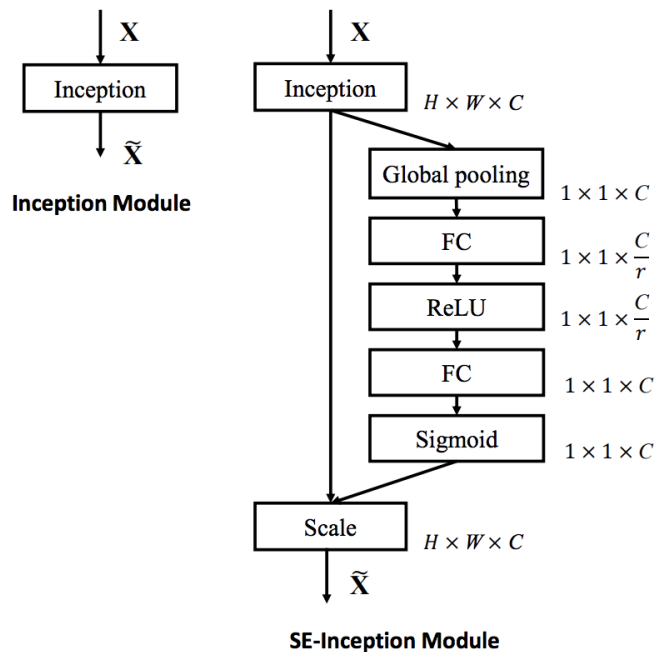 X
Inception
X̃
Inception Module
X
Inception
H × W × C
Global pooling
1 × 1 × C
FC
1 × 1 × C/r
ReLU
1 × 1 × C/r
FC
1 × 1 × C
Sigmoid
1 × 1 × C
Scale
H × W × C
X̃
SE-Inception Module